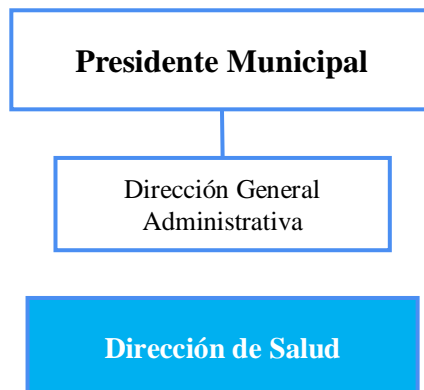 Presidente Municipal
Dirección General
Administrativa
Dirección de Salud